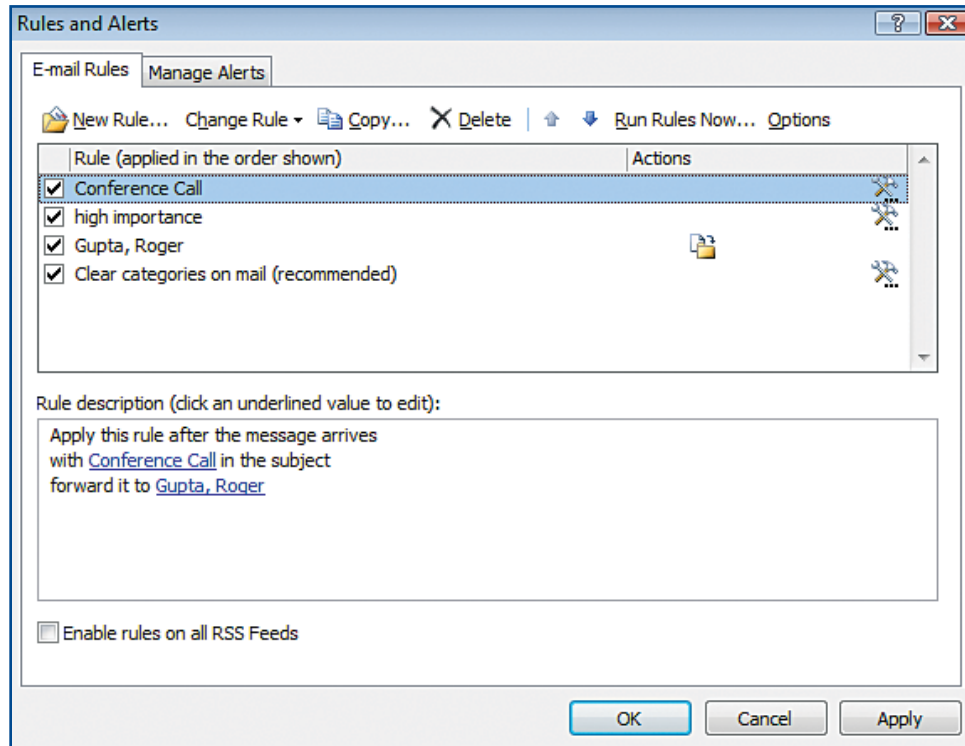 Rules and Alerts
E-mail Rules Manage Alerts
New Rule... Change Rule Copy... Delete Run Rules Now... Options
Rule (applied in the order shown) Actions
Conference Call
high importance
Gupta, Roger
Clear categories on mail (recommended)
Rule description (click an underlined value to edit):
Apply this rule after the message arrives
with Conference Call in the subject
forward it to Gupta, Roger
Enable rules on all RSS Feeds
OK Cancel Apply